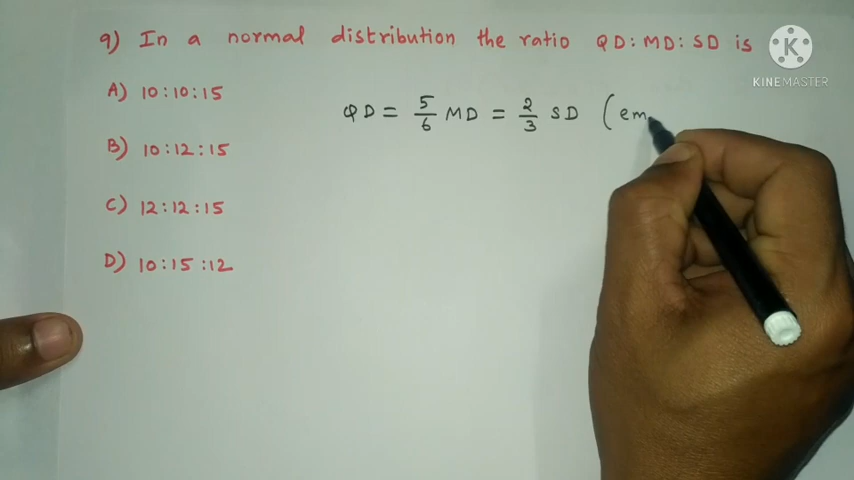 9) In a normal distribution the ratio QD:MD:SD is
A) 10:10:15
QD = 5/6 MD = 2/3 SD (em
B) 10:12:15
C) 12:12:15
D) 10:15:12
K
KINEMASTER